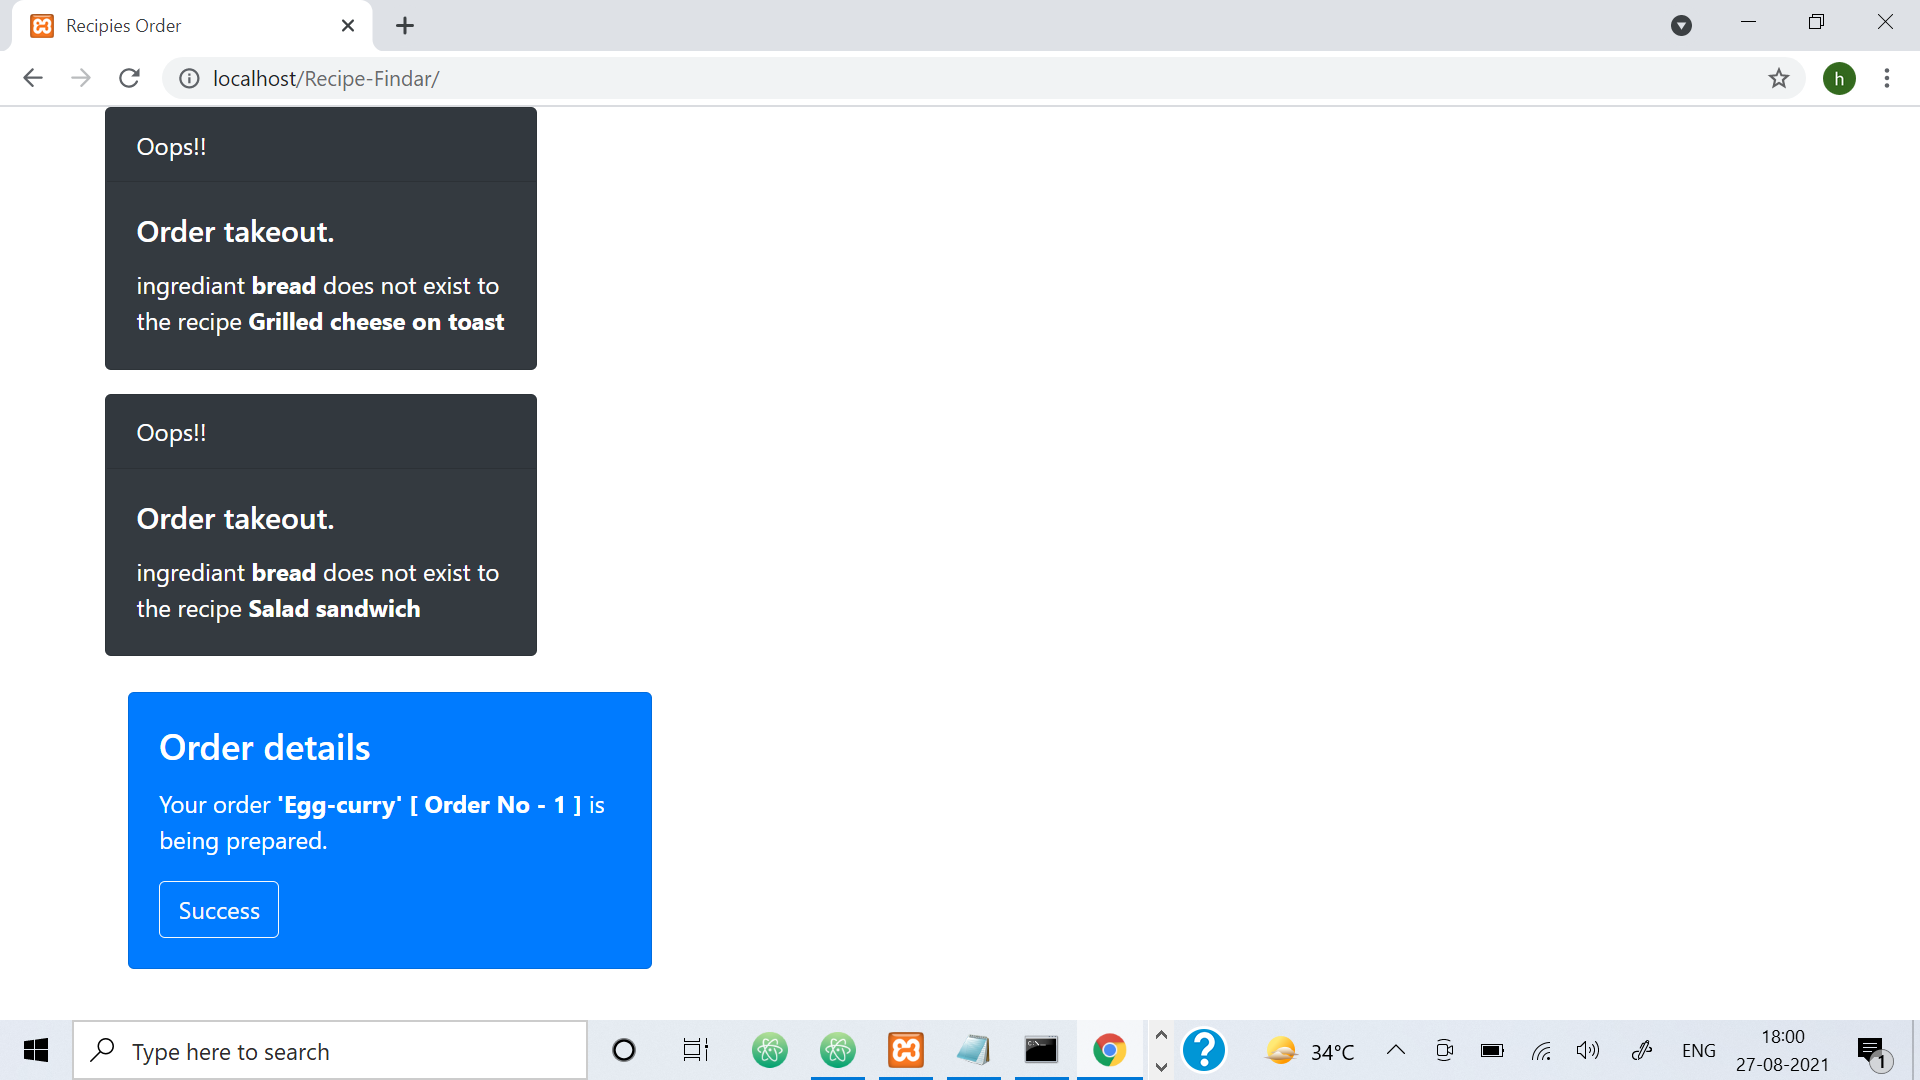 Recipies Order
localhost/Recipe-Findar/
h
Oops!!
Order takeout.
ingrediant bread does not exist to
the recipe Grilled cheese on toast
Oops!!
Order takeout.
ingrediant bread does not exist to
the recipe Salad sandwich
Order details
Your order 'Egg-curry' [ Order No - 1 ] is
being prepared.
Success
Type here to search
34°C
ENG
18:00
27-08-2021
1